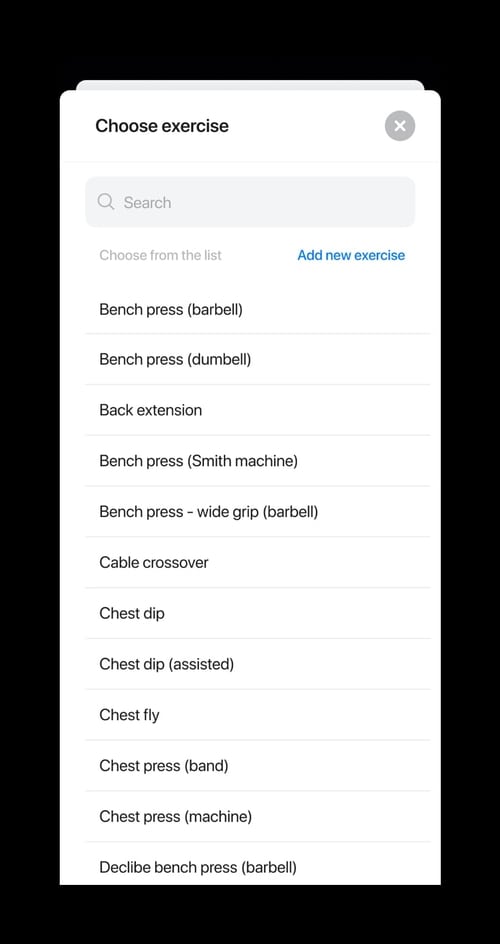 Choose exercise
Search
Choose from the list
Add new exercise
Bench press (barbell)
Bench press (dumbell)
Back extension
Bench press (Smith machine)
Bench press - wide grip (barbell)
Cable crossover
Chest dip
Chest dip (assisted)
Chest fly
Chest press (band)
Chest press (machine)
Declibe bench press (barbell)